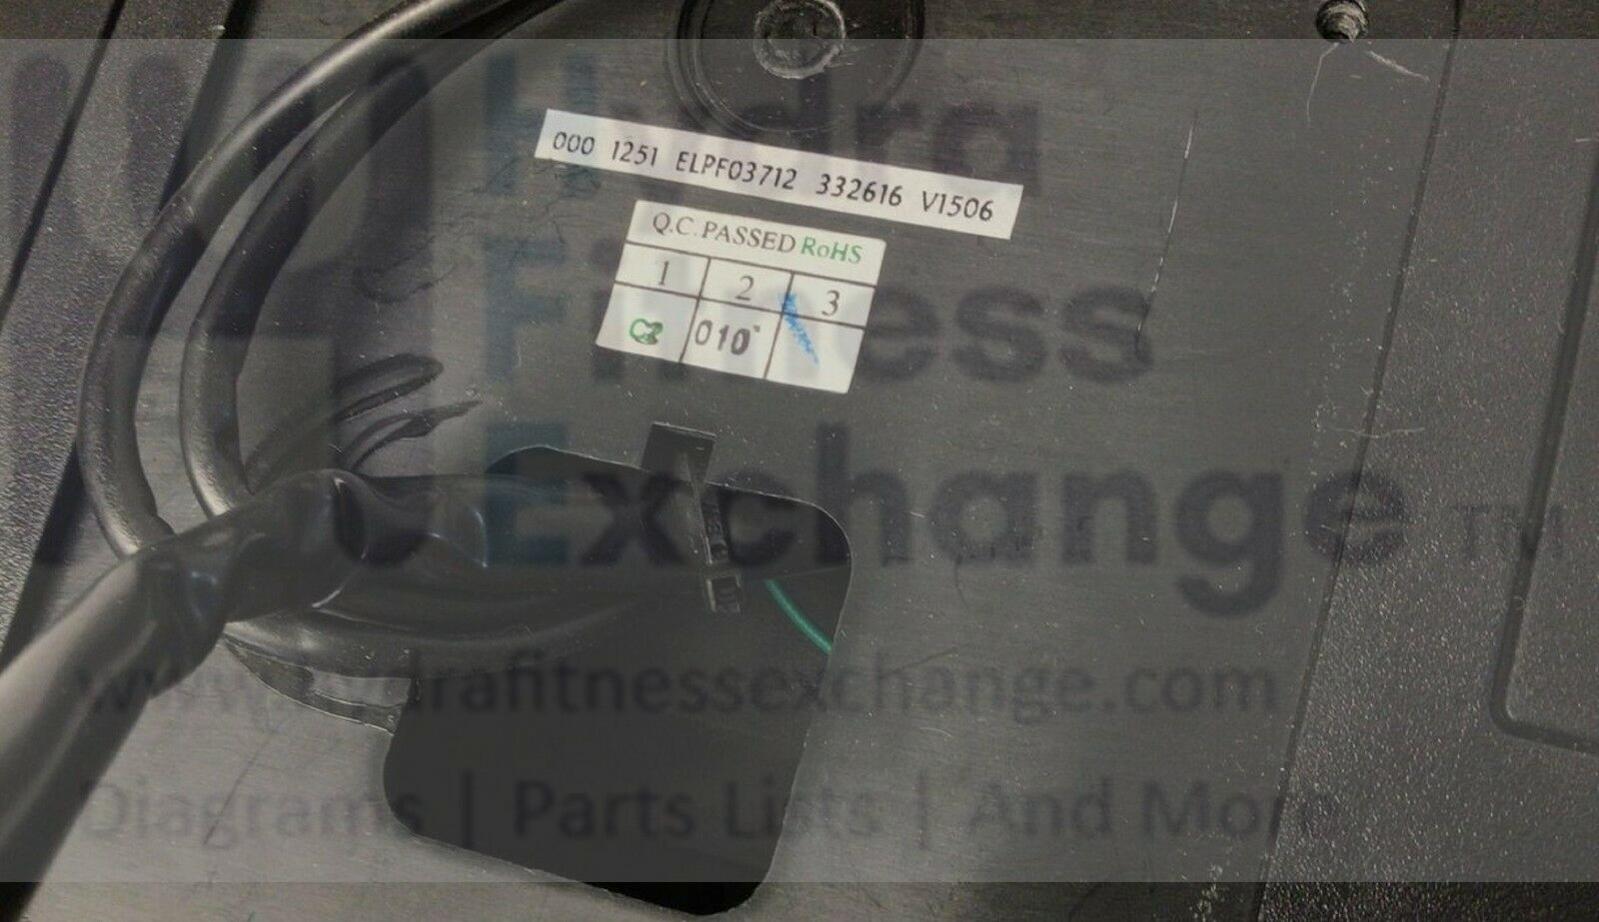 Hydra
000 1251 ELPF03712 332616 V1506
Q.C. PASSED RoHS
1 2 3
010
Fitness
Exchange TM
www.hydrafitnessexchange.com
Diagrams | Parts Lists | And More